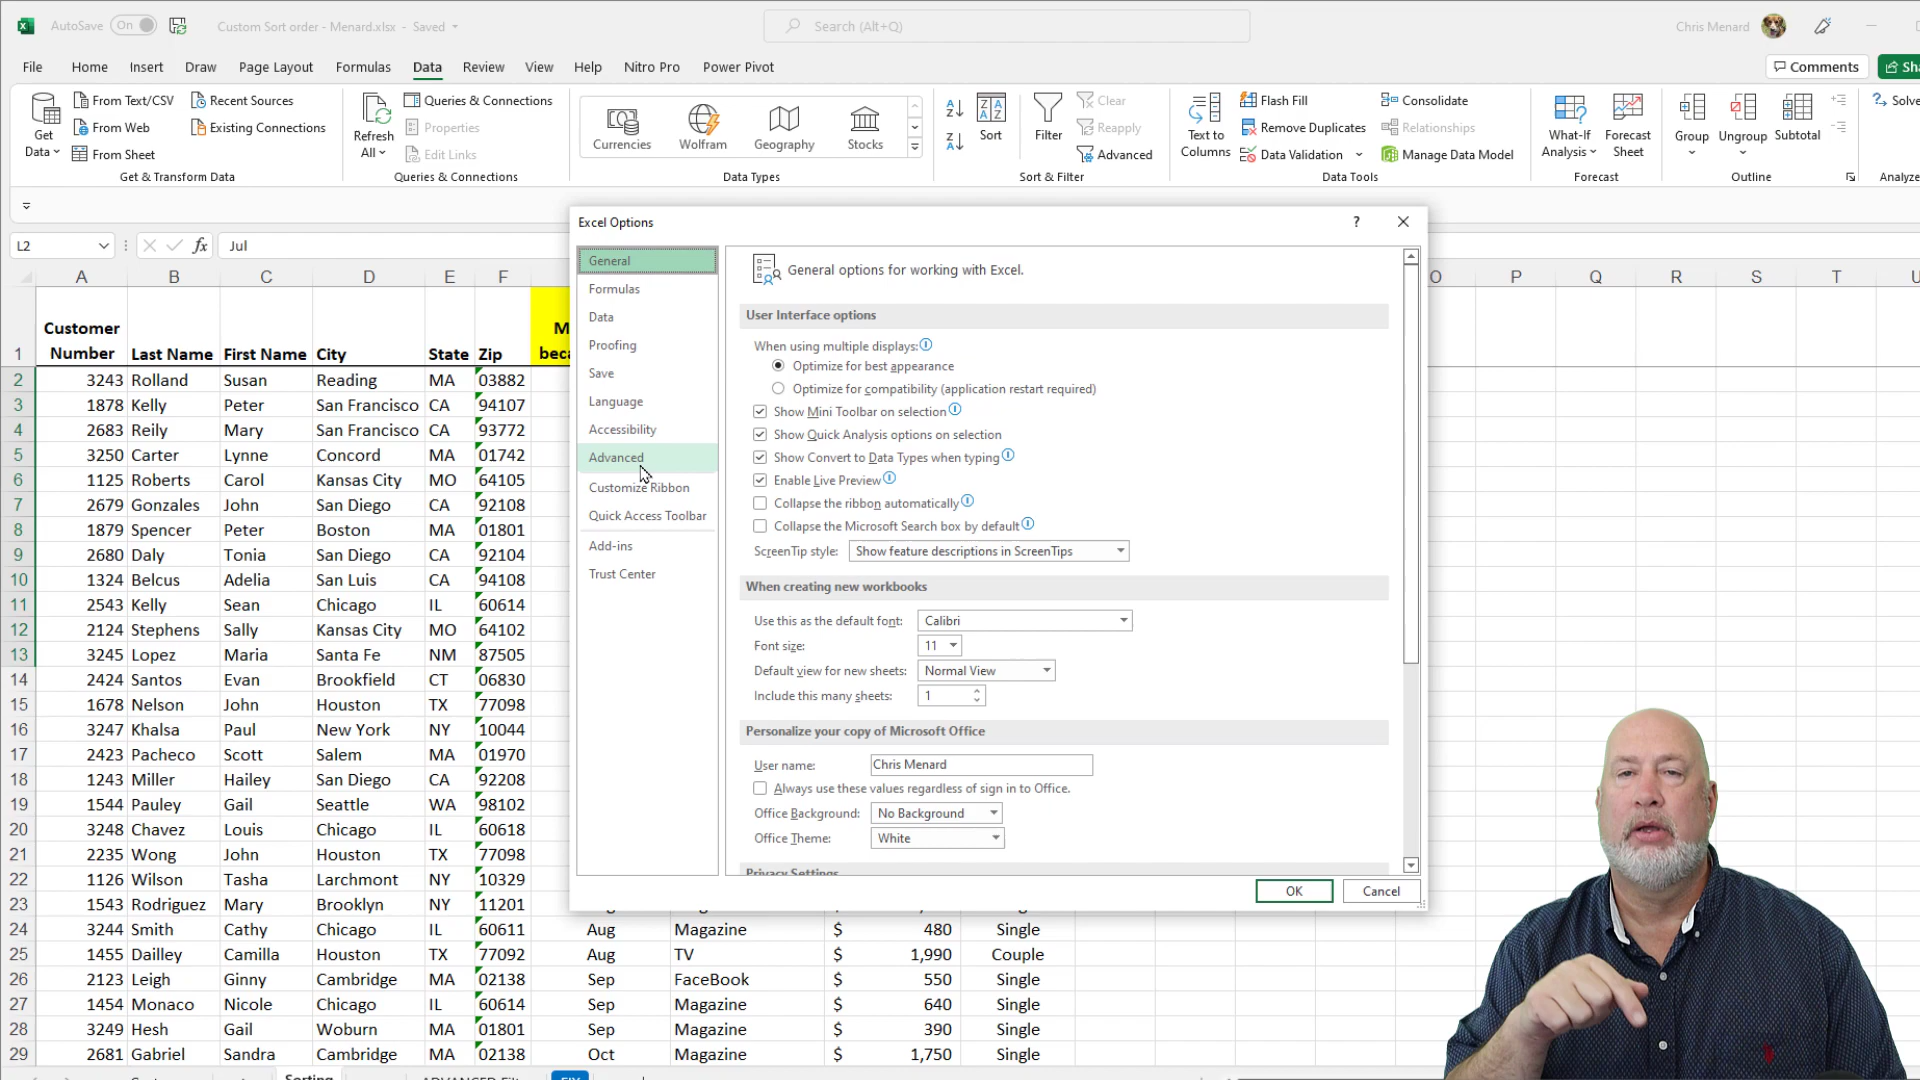 AutoSave On Custom Sort order - Menard.xlsx - Saved Search (Alt+Q) Chris Menard
File Home Insert Draw Page Layout Formulas Data Review View Help Nitro Pro Power Pivot Comments
Get Data
From Text/CSV
From Web
From Sheet
Recent Sources
Existing Connections
Get & Transform Data
Refresh All
Queries & Connections
Properties
Edit Links
Queries & Connections
Currencies Wolfram Geography Stocks
Data Types
Sort
Filter
Clear
Reapply
Advanced
Sort & Filter
Text to Columns
Flash Fill
Remove Duplicates
Data Validation
Consolidate
Relationships
Manage Data Model
Data Tools
What-If Analysis
Forecast Sheet
Forecast
Group Ungroup Subtotal
Outline
L2 fx Jul
A B C D E F O P Q R S T U
1 Customer Number Last Name First Name City State Zip
2 3243 Rolland Susan Reading MA 03882
3 1878 Kelly Peter San Francisco CA 94107
4 2683 Reily Mary San Francisco CA 93772
5 3250 Carter Lynne Concord MA 01742
6 1125 Roberts Carol Kansas City MO 64105
7 2679 Gonzales John San Diego CA 92108
8 1879 Spencer Peter Boston MA 01801
9 2680 Daly Tonia San Diego CA 92104
10 1324 Belcus Adelia San Luis CA 94108
11 2543 Kelly Sean Chicago IL 60614
12 2124 Stephens Sally Kansas City MO 64102
13 3245 Lopez Maria Santa Fe NM 87505
14 2424 Santos Evan Brookfield CT 06830
15 1678 Nelson John Houston TX 77098
16 3247 Khalsa Paul New York NY 10044
17 2423 Pacheco Scott Salem MA 01970
18 1243 Miller Hailey San Diego CA 92208
19 1544 Pauley Gail Seattle WA 98102
20 3248 Chavez Louis Chicago IL 60618
21 2235 Wong John Houston TX 77098
22 1126 Wilson Tasha Larchmont NY 10329
23 1543 Rodriguez Mary Brooklyn NY 11201
24 3244 Smith Cathy Chicago IL 60611 Aug Magazine $ 480 Single
25 1455 Dailley Camilla Houston TX 77092 Aug TV $ 1,990 Couple
26 2123 Leigh Ginny Cambridge MA 02138 Sep FaceBook $ 550 Single
27 1454 Monaco Nicole Chicago IL 60614 Sep Magazine $ 640 Single
28 3249 Hesh Gail Woburn MA 01801 Sep Magazine $ 390 Single
29 2681 Gabriel Sandra Cambridge MA 02138 Oct Magazine $ 1,750 Single
Excel Options ?
General
Formulas
Data
Proofing
Save
Language
Accessibility
Advanced
Customize Ribbon
Quick Access Toolbar
Add-ins
Trust Center
General options for working with Excel.
User Interface options
When using multiple displays:
Optimize for best appearance
Optimize for compatibility (application restart required)
Show Mini Toolbar on selection
Show Quick Analysis options on selection
Show Convert to Data Types when typing
Enable Live Preview
Collapse the ribbon automatically
Collapse the Microsoft Search box by default
ScreenTip style: Show feature descriptions in ScreenTips
When creating new workbooks
Use this as the default font: Calibri
Font size: 11
Default view for new sheets: Normal View
Include this many sheets: 1
Personalize your copy of Microsoft Office
User name: Chris Menard
Always use these values regardless of sign in to Office.
Office Background: No Background
Office Theme: White
Privacy Settings
OK Cancel